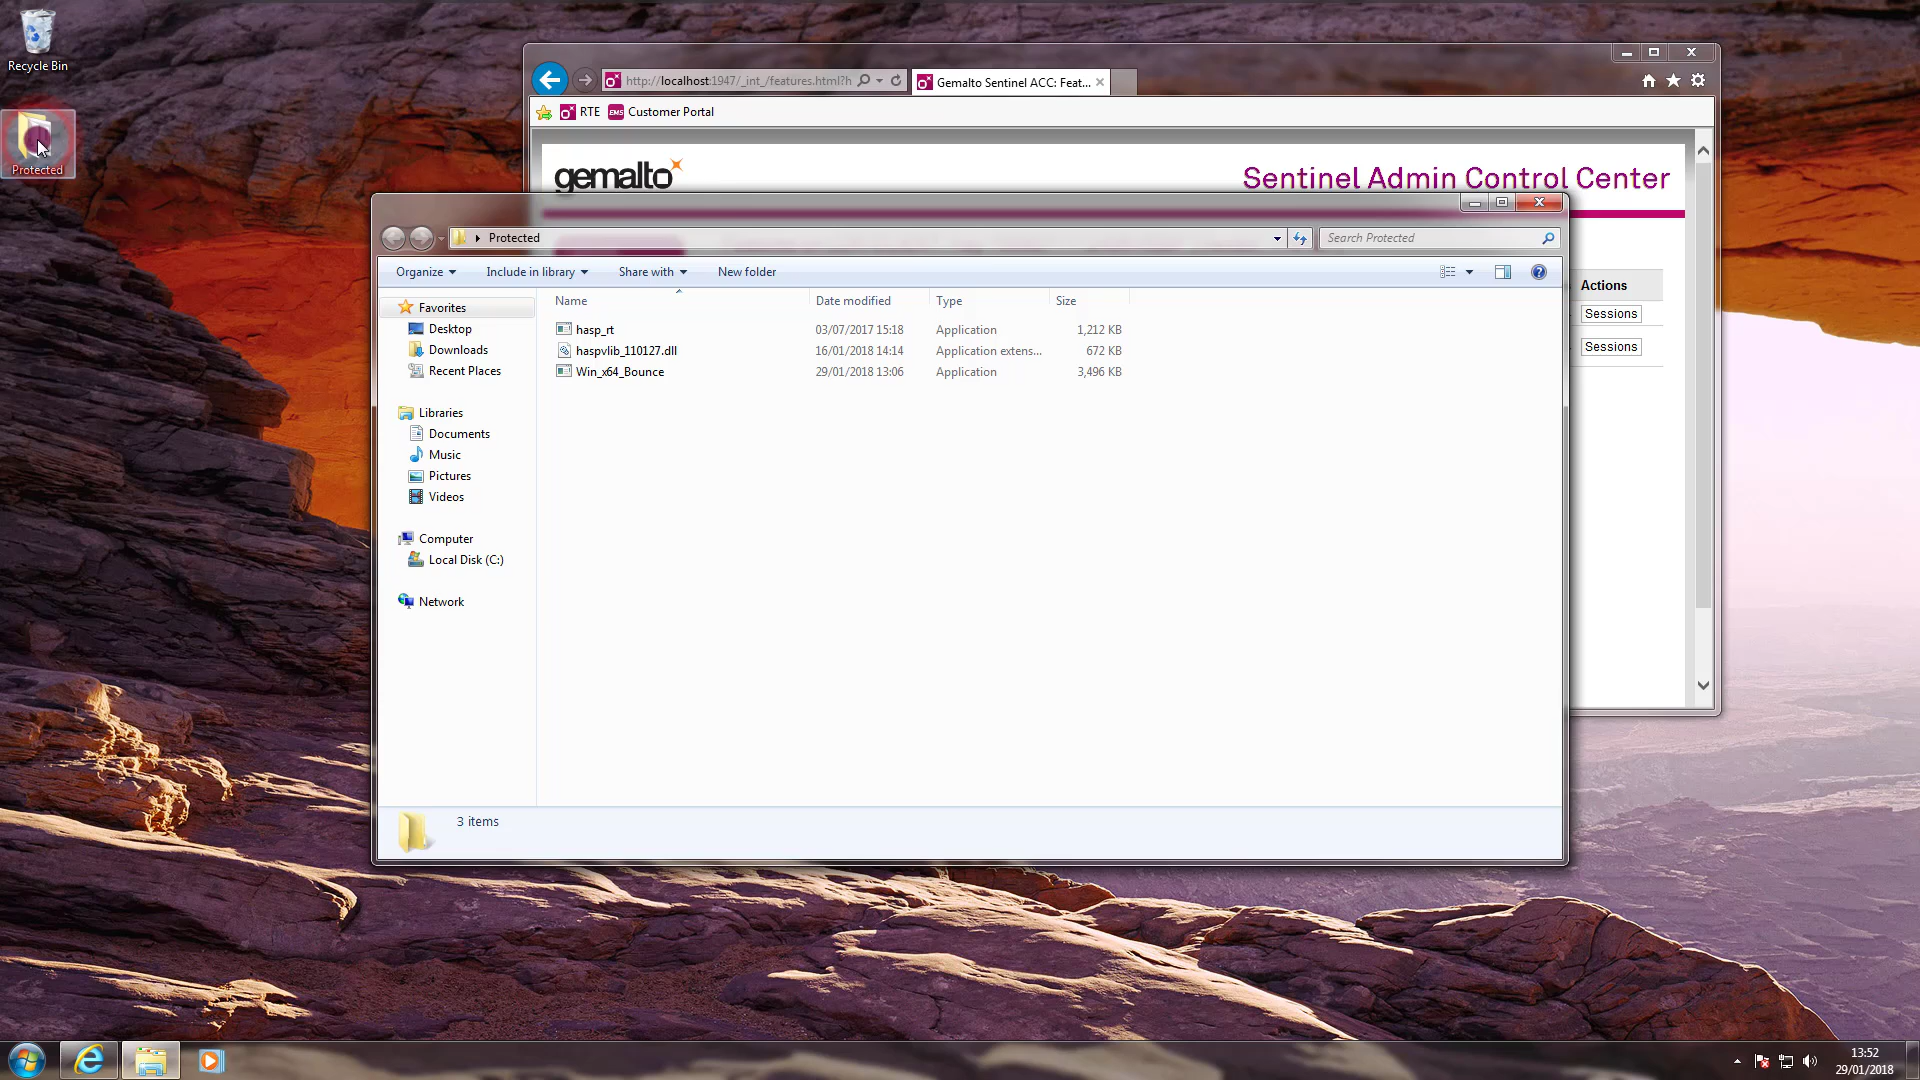 Recycle Bin
Protected
http://localhost:1947/_int_/features.html?h
Gemalto Sentinel ACC: Feat...
RTE
Customer Portal
gemalto
Sentinel Admin Control Center
Protected
Search Protected
Organize
Include in library
Share with
New folder
Actions
Sessions
Sessions
Name
Date modified
Type
Size
hasp_rt 03/07/2017 15:18 Application 1,212 KB
haspvlib_110127.dll 16/01/2018 14:14 Application extens... 672 KB
Win_x64_Bounce 29/01/2018 13:06 Application 3,496 KB
Favorites
Desktop
Downloads
Recent Places
Libraries
Documents
Music
Pictures
Videos
Computer
Local Disk (C:)
Network
3 items
13:52
29/01/2018